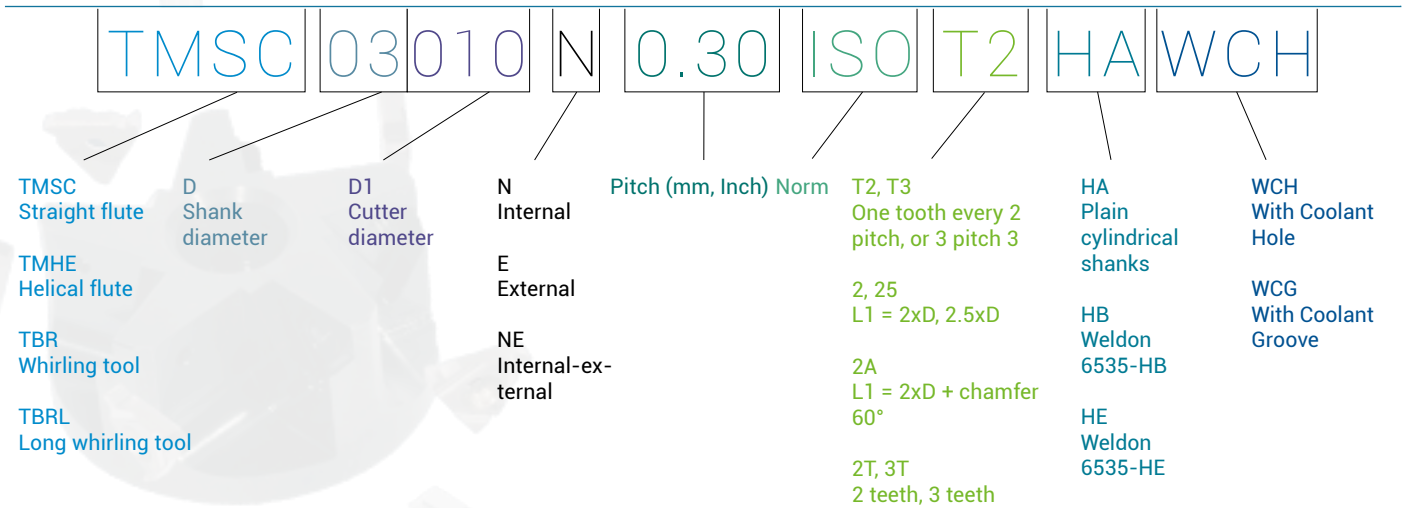 TMSC 03 010 N 0.30 ISO T2 HA WCH
TMSC
Straight flute
TMHE
Helical flute
TBR
Whirling tool
TBRL
Long whirling tool
D
Shank
diameter
D1
Cutter
diameter
N
Internal
E
External
NE
Internal-ex-
ternal
Pitch (mm, Inch)
Norm
T2, T3
One tooth every 2
pitch, or 3 pitch 3
2, 25
L1 = 2xD, 2.5xD
2A
L1 = 2xD + chamfer
60°
2T, 3T
2 teeth, 3 teeth
HA
Plain
cylindrical
shanks
HB
Weldon
6535-HB
HE
Weldon
6535-HE
WCH
With Coolant
Hole
WCG
With Coolant
Groove